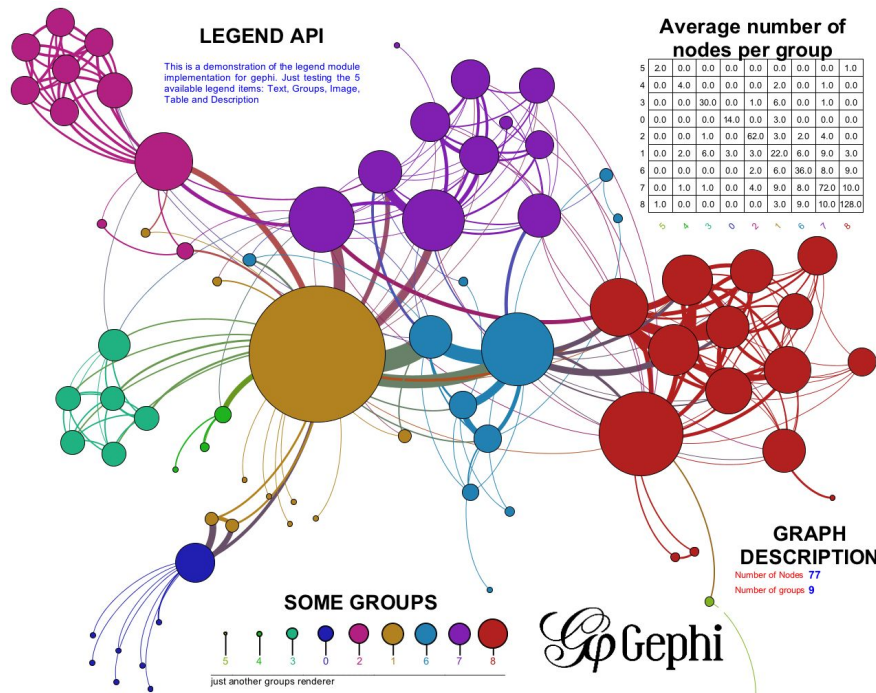 LEGEND API
This is a demonstration of the legend module
implementation for gephi. Just testing the 5
available legend items: Text, Groups, Image,
Table and Description
Average number of
nodes per group
5 2.0 0.0 0.0 0.0 0.0 0.0 0.0 0.0 1.0
4 0.0 4.0 0.0 0.0 0.0 2.0 0.0 1.0 0.0
3 0.0 0.0 30.0 0.0 1.0 6.0 0.0 1.0 0.0
0 0.0 0.0 0.0 14.0 0.0 3.0 0.0 0.0 0.0
2 0.0 0.0 1.0 0.0 62.0 3.0 2.0 4.0 0.0
1 0.0 2.0 6.0 3.0 3.0 22.0 6.0 9.0 3.0
6 0.0 0.0 0.0 0.0 2.0 6.0 36.0 8.0 9.0
7 0.0 1.0 1.0 0.0 4.0 9.0 8.0 72.0 10.0
8 1.0 0.0 0.0 0.0 0.0 3.0 9.0 10.0 128.0
5 4 3 0 2 1 6 7 8
GRAPH
DESCRIPTION
Number of Nodes 77
Number of groups 9
SOME GROUPS
5 4 3 0 2 1 6 7 8
just another groups renderer
Gephi